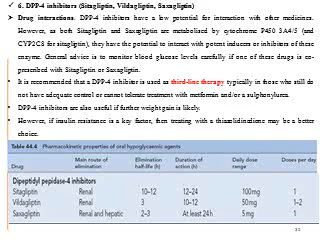 ✓ 6. DPP-4 inhibitors (Sitagliptin, Vildagliptin, Saxagliptin)
➤ Drug interactions. DPP-4 inhibitors have a low potential for interaction with other medicines.
However, as both Sitagliptin and Saxagliptin are metabolised by cytochrome P450 3A4/5 (and
CYP2C8 for sitagliptin), they have the potential to interact with potent inducers or inhibitors of these
enzyme. General advice is to monitor blood glucose levels carefully if one of these drugs is co-
prescribed with Sitagliptin or Saxagliptin.
• It is recommended that a DPP-4 inhibitor is used as third-line therapy typically in those who still do
not have adequate control or cannot tolerate treatment with metformin and/or a sulphonylurea.
• DPP-4 inhibitors are also useful if further weight gain is likely.
• However, if insulin resistance is a key factor, then treating with a thiazolidinedione may be a better
choice.
Table 44.4 Pharmacokinetic properties of oral hypoglycaemic agents
Drug Main route of elimination Elimination half-life (h) Duration of action (h) Daily dose range Doses per day
Dipeptidyl pepidase-4 inhibitors
Sitagliptin Renal 10–12 12–24 100mg 1
Vildagliptin Renal 3 10–12 50mg 1–2
Saxagliptin Renal and hepatic 2–3 At least 24h 5mg 1